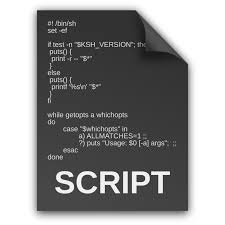 #! /bin/sh
set -ef
if test -n "$KSH_VERSION"; the
puts() {
print -r -- "$*"
}
else
puts() {
printf '%s\n' "$*"
}
fi
while getopts a whichopts
do
case "$whichopts" in
a) ALLMATCHES=1 ;;
?) puts "Usage: $0 [-a] args"; ;;
esac
done
SCRIPT